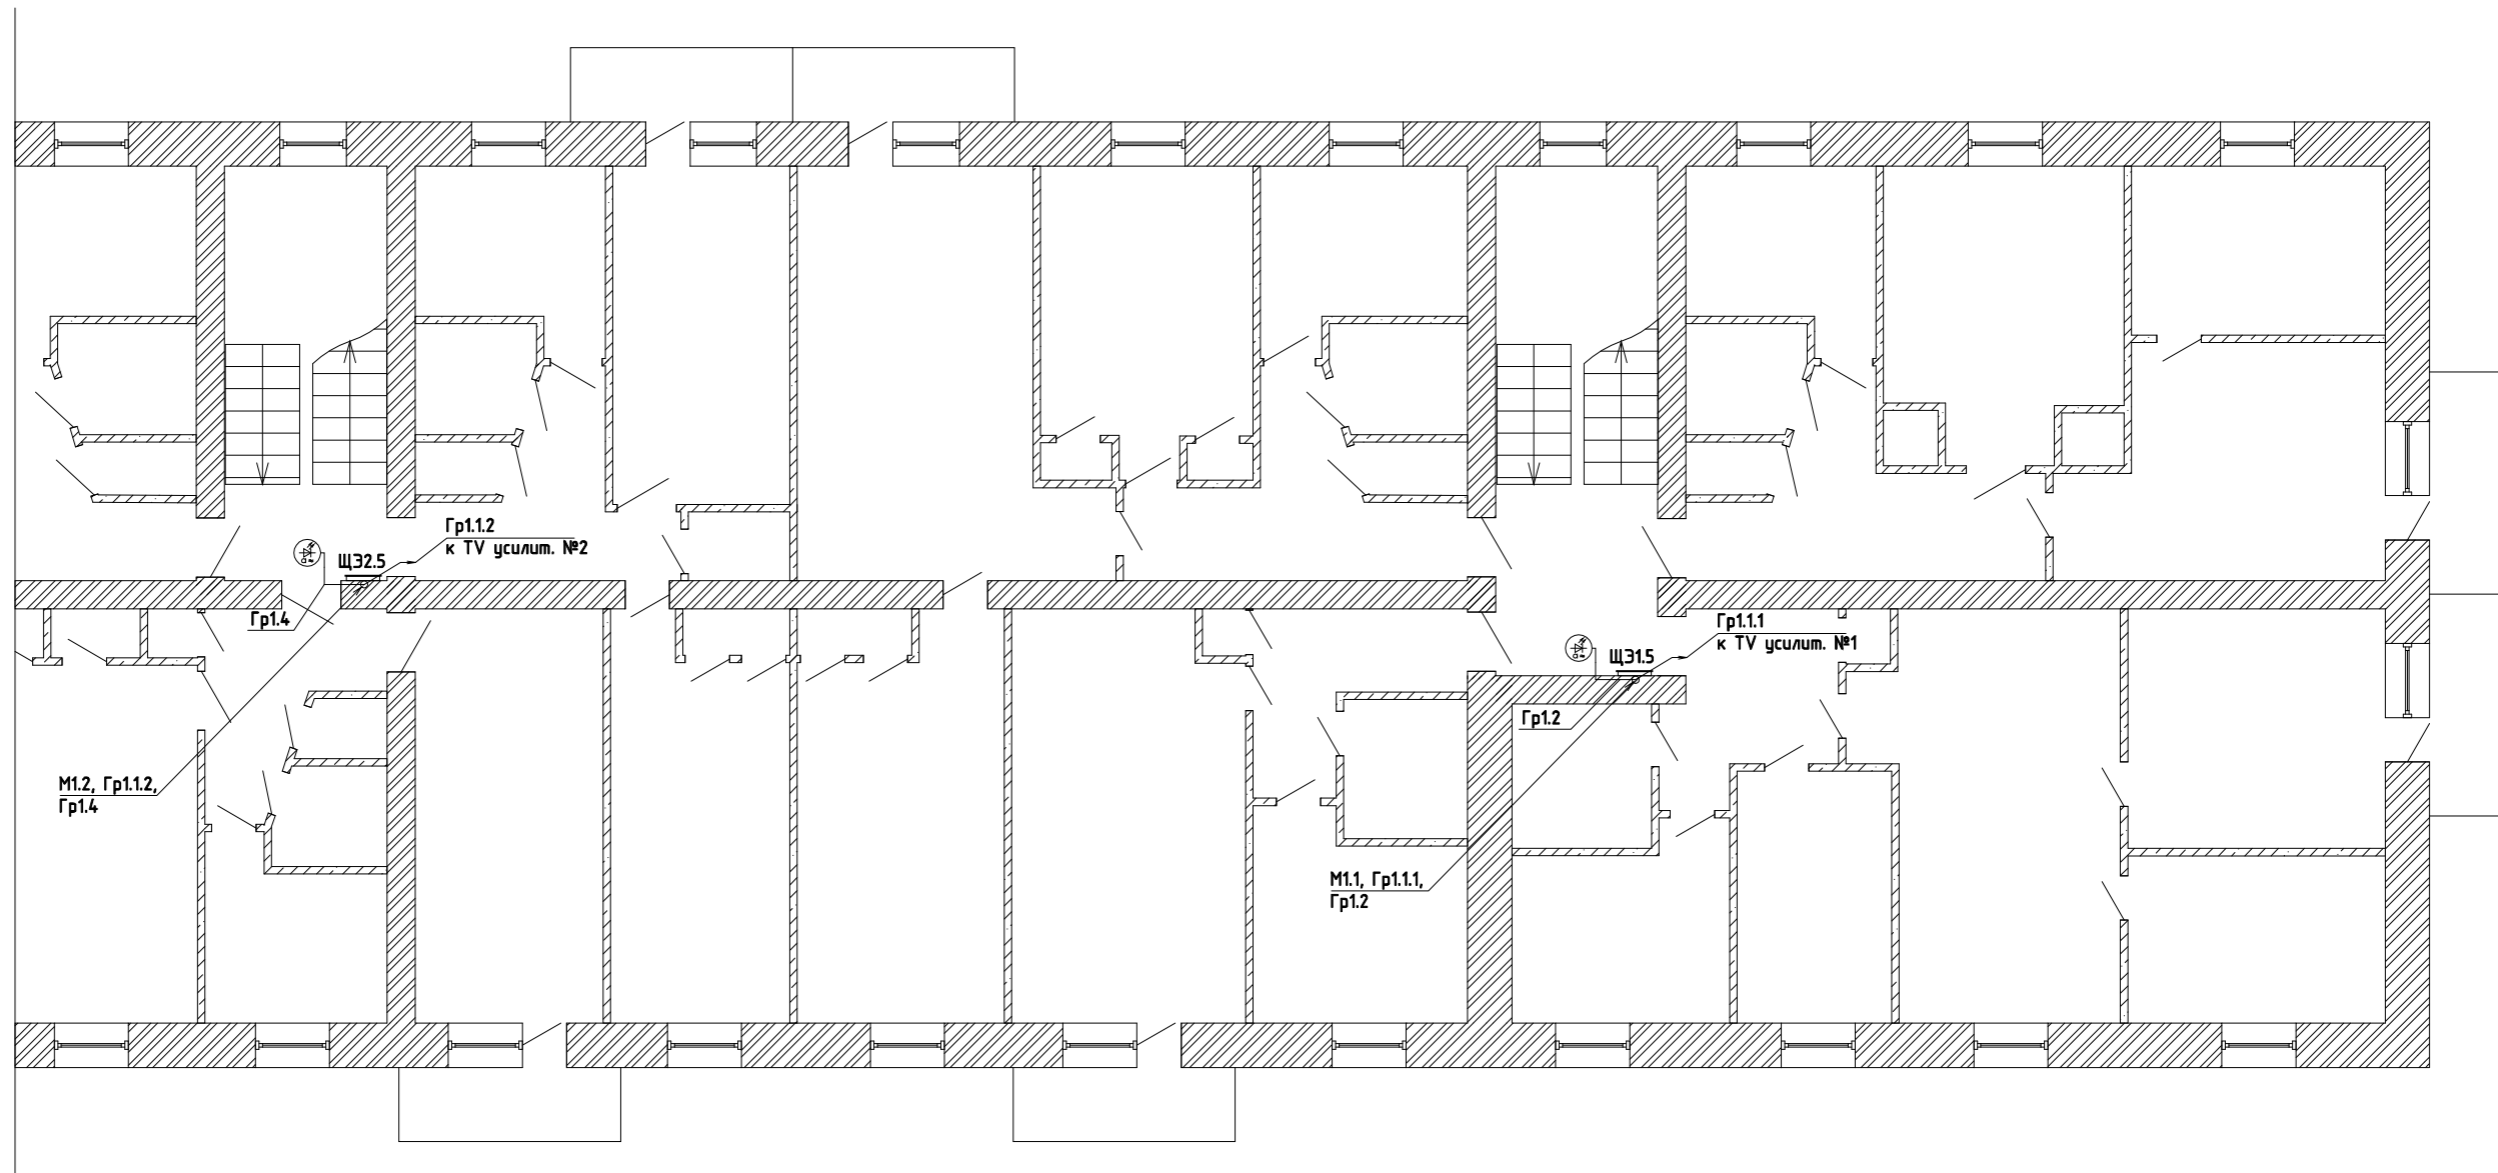 Гр1.1.2
к TV усилит. №2
ЩЭ2.5
Гр1.4
М1.2, Гр1.1.2,
Гр1.4
Гр1.1.1
к TV усилит. №1
ЩЭ1.5
Гр1.2
М1.1, Гр1.1.1,
Гр1.2